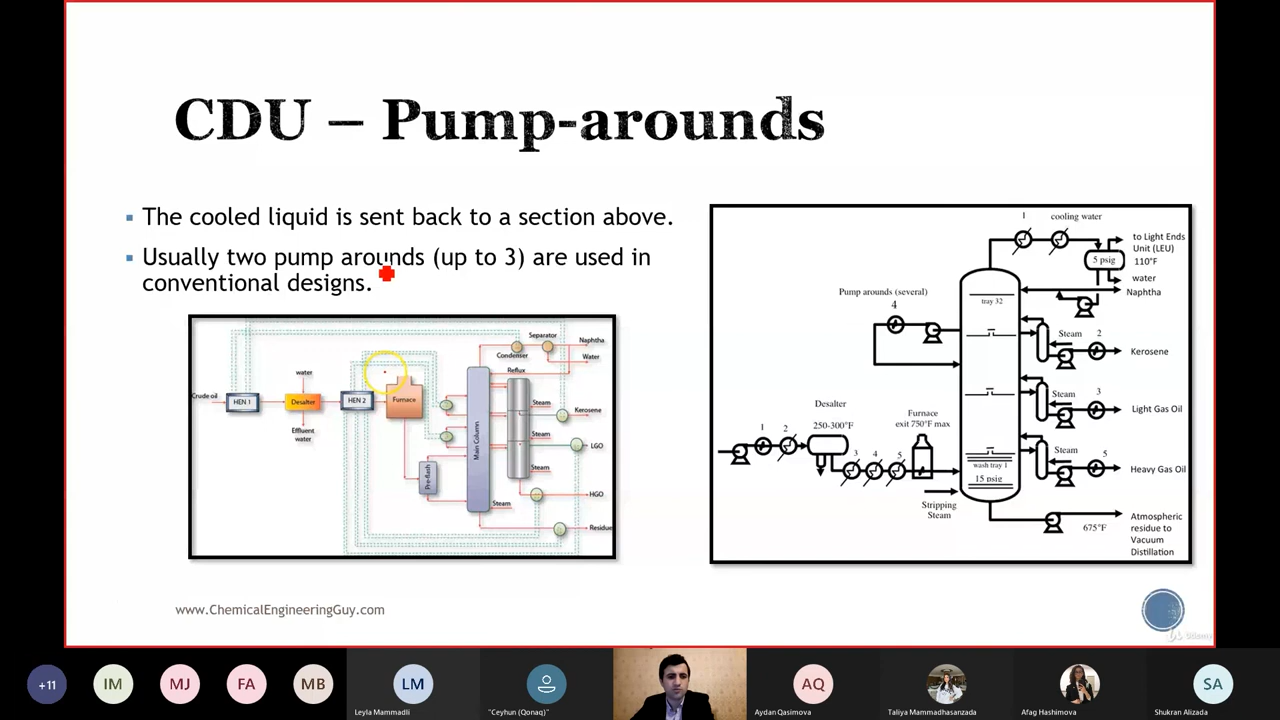 CDU – Pump-arounds
The cooled liquid is sent back to a section above.
Usually two pump arounds (up to 3) are used in
conventional designs.
Separator
Naphtha
Condenser
Water
Reflux
water
Crude oil
HEN 1
Desalter
HEN 2
Furnace
Effluent
water
Main Column
Pre-flash
Steam
Kerosene
Steam
LGO
Steam
HGO
Steam
Residue
1
cooling water
to Light Ends
Unit (LEU)
110°F
5 psig
water
Naphtha
tray 32
Pump arounds (several)
4
Steam
2
Kerosene
3
Steam
Light Gas Oil
Desalter
250-300°F
Furnace
exit 750°F max
1
2
3
4
5
Steam
5
Heavy Gas Oil
wash tray 1
15 psig
Stripping
Steam
675°F
Atmospheric
residue to
Vacuum
Distillation
www.ChemicalEngineeringGuy.com
+11
IM
MJ
FA
MB
LM
Leyla Mammadli
"Ceyhun (Qonaq)"
AQ
Aydan Qasimova
Taliya Mammadhasanzada
Afag Hashimova
SA
Shukran Alizada